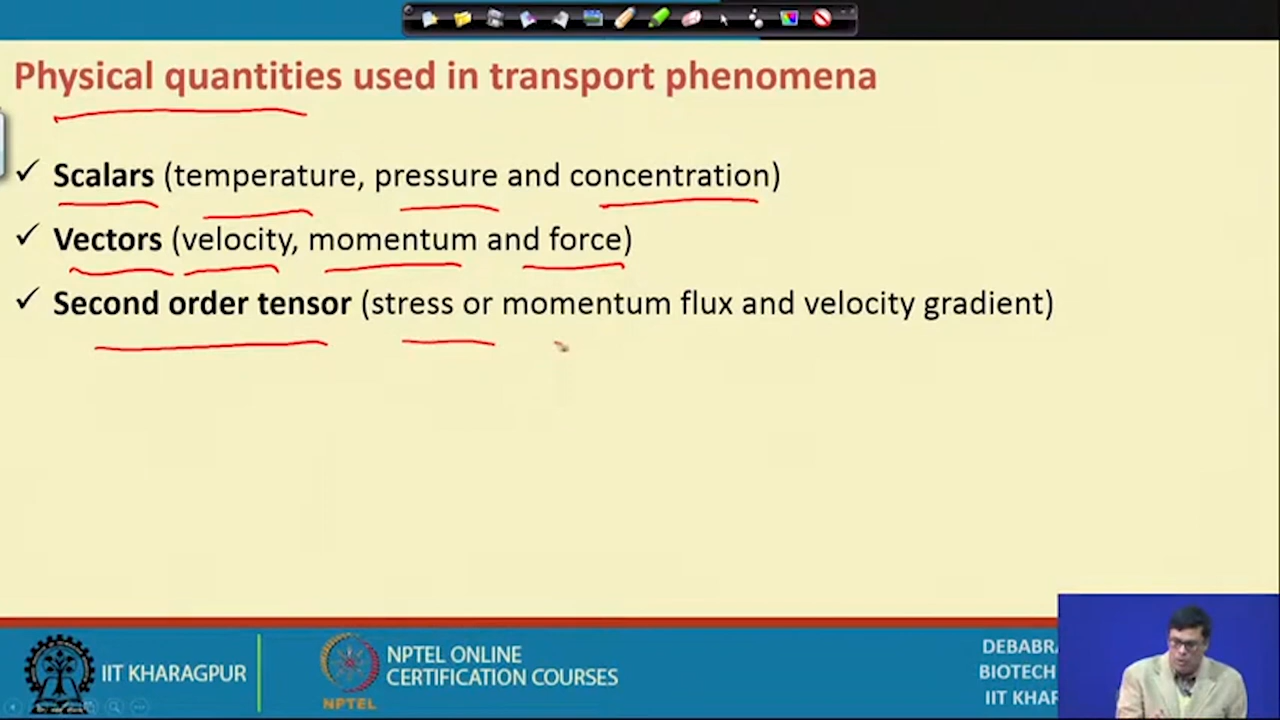 Physical quantities used in transport phenomena
✓ Scalars (temperature, pressure and concentration)
✓ Vectors (velocity, momentum and force)
✓ Second order tensor (stress or momentum flux and velocity gradient)
IIT KHARAGPUR
NPTEL
NPTEL ONLINE
CERTIFICATION COURSES
DEBABRA
BIOTECH
IIT KHAR